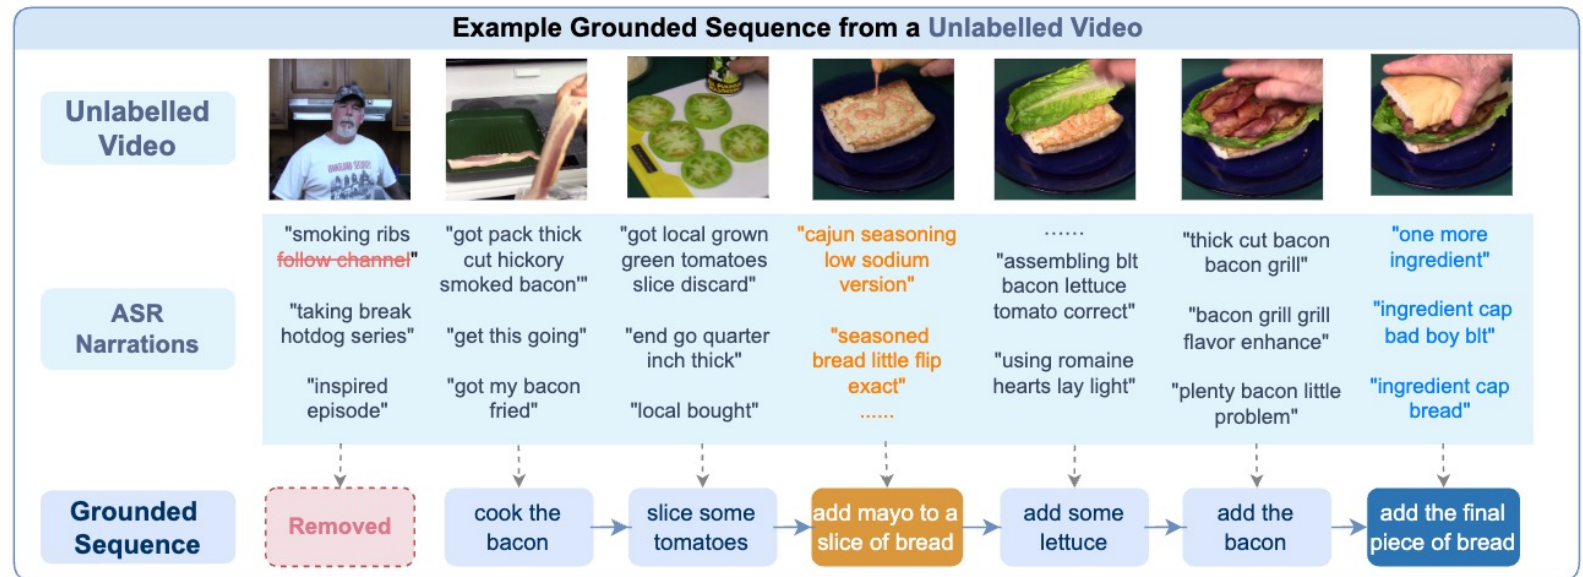 Example Grounded Sequence from a Unlabelled Video
Unlabelled
Video
ASR
Narrations
"smoking ribs
follow channel"
"taking break
hotdog series"
"inspired
episode"
"got pack thick
cut hickory
smoked bacon'"
"get this going"
"got my bacon
fried"
"got local grown
green tomatoes
slice discard"
"end go quarter
inch thick"
"local bought"
"cajun seasoning
low sodium
version"
"seasoned
bread little flip
exact"
......
......
"assembling blt
bacon lettuce
tomato correct"
"using romaine
hearts lay light"
"thick cut bacon
bacon grill"
"bacon grill grill
flavor enhance"
"plenty bacon little
problem"
"one more
ingredient"
"ingredient cap
bad boy blt"
"ingredient cap
bread"
Grounded
Sequence
Removed
cook the
bacon
slice some
tomatoes
add mayo to a
slice of bread
add some
lettuce
add the
bacon
add the final
piece of bread